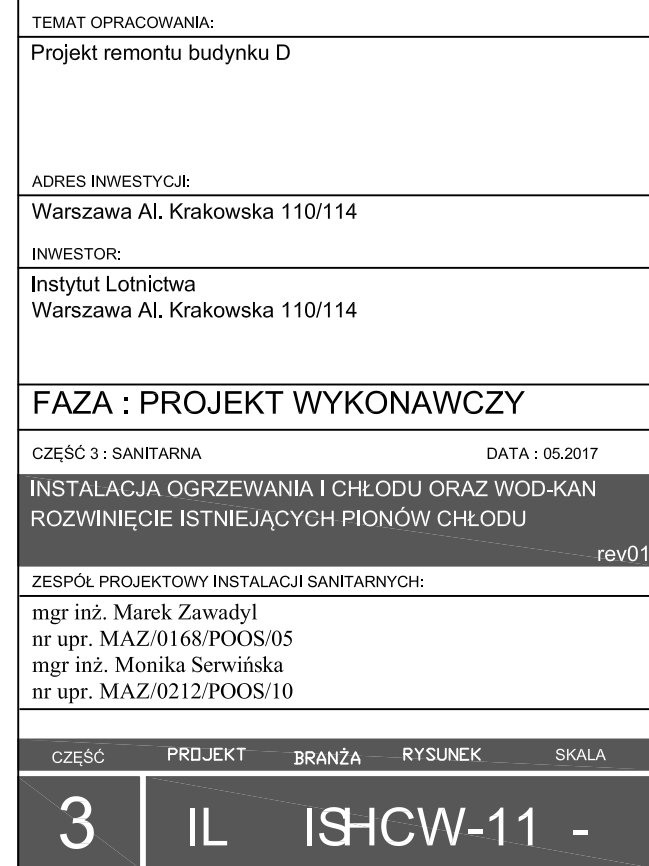 TEMAT OPRACOWANIA:
Projekt remontu budynku D
ADRES INWESTYCJI:
Warszawa Al. Krakowska 110/114
INWESTOR:
Instytut Lotnictwa
Warszawa Al. Krakowska 110/114
FAZA : PROJEKT WYKONAWCZY
CZĘŚĆ 3 : SANITARNA DATA : 05.2017
INSTALACJA OGRZEWANIA I CHŁODU ORAZ WOD-KAN
ROZWINIĘCIE ISTNIEJĄCYCH PIONÓW CHŁODU
rev01
ZESPÓŁ PROJEKTOWY INSTALACJI SANITARNYCH:
mgr inż. Marek Zawadyl
nr upr. MAZ/0168/POOS/05
mgr inż. Monika Serwińska
nr upr. MAZ/0212/POOS/10
CZĘŚĆ PROJEKT BRANŻA RYSUNEK SKALA
3 IL IS HCW-11 -